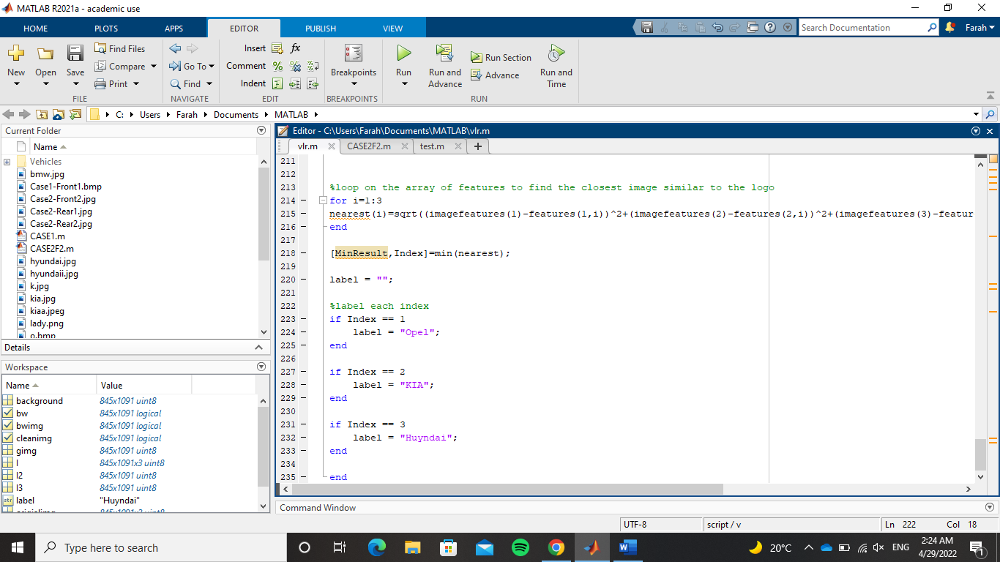 MATLAB R2021a - academic use
HOME PLOTS APPS EDITOR PUBLISH VIEW Search Documentation Farah
New Open Save Find Files Compare Print Go To Find Insert fx Comment Indent Breakpoints Run Run and Advance Run Section Advance Run and Time
FILE NAVIGATE EDIT BREAKPOINTS RUN
C: Users Farah Documents MATLAB
Current Folder
Name
Vehicles
bmw.jpg
Case1-Front1.bmp
Case2-Front2.jpg
Case2-Rear1.jpg
Case2-Rear2.jpg
CASE1.m
CASE2F2.m
hyundai.jpg
hyundaii.jpg
k.jpg
kia.jpg
kiaa.jpeg
lady.png
o.bmp
Details
Workspace
Name Value
background 845x1091 uint8
bw 845x1091 logical
bwimg 845x1091 logical
cleanimg 845x1091 logical
gimg 845x1091 uint8
I 845x1091x3 uint8
I2 845x1091 uint8
I3 845x1091 uint8
label "Huyndai"
Editor - C:\Users\Farah\Documents\MATLAB\vlr.m
vlr.m CASE2F2.m test.m
211
212
213 %loop on the array of features to find the closest image similar to the logo
214 for i=1:3
215 nearest(i)=sqrt((imagefeatures(1)-features(1,i))^2+(imagefeatures(2)-features(2,i))^2+(imagefeatures(3)-featur
216 end
217
218 [MinResult,Index]=min(nearest);
219
220 label = "";
221
222 %label each index
223 if Index == 1
224 label = "Opel";
225 end
226
227 if Index == 2
228 label = "KIA";
229 end
230
231 if Index == 3
232 label = "Huyndai";
233 end
234
235 end
Command Window
UTF-8 script / v Ln 222 Col 18
Type here to search 20°C ENG 2:24 AM 4/29/2022 1